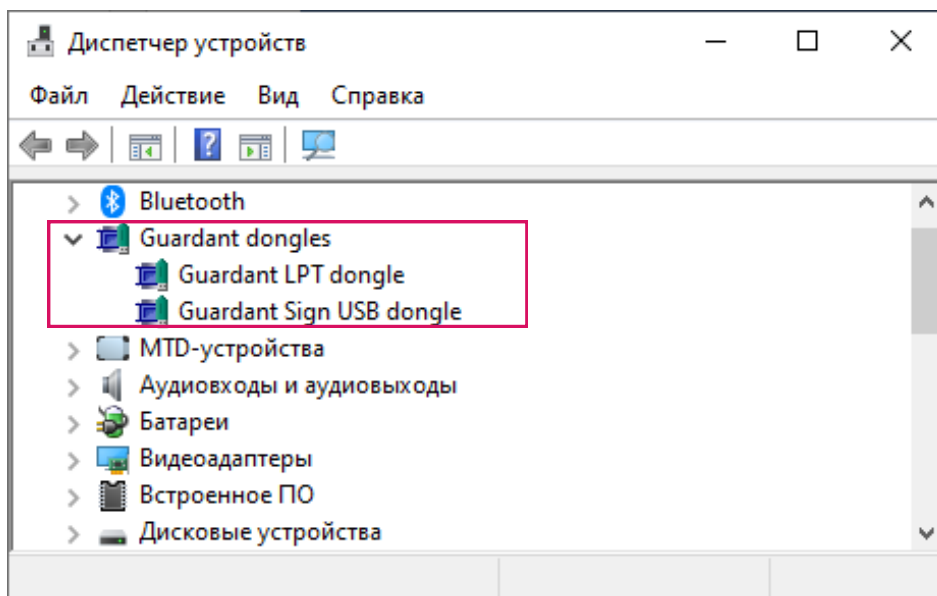 Диспетчер устройств
Файл Действие Вид Справка
Bluetooth
Guardant dongles
Guardant LPT dongle
Guardant Sign USB dongle
MTD-устройства
Аудиовходы и аудиовыходы
Батареи
Видеоадаптеры
Встроенное ПО
Дисковые устройства